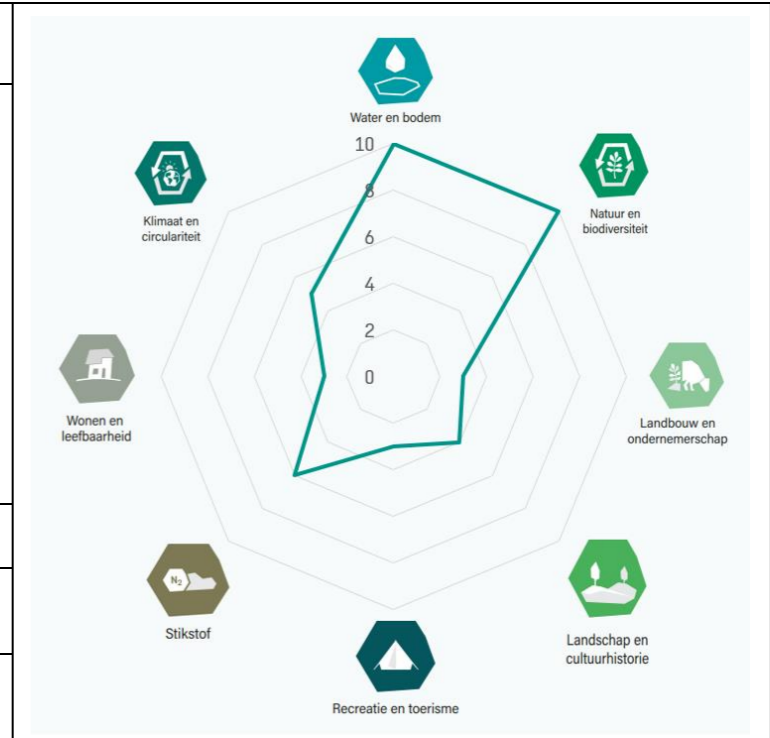 Water en bodem
10
8
6
4
2
0
Natuur en
biodiversiteit
Landbouw en
ondernemerschap
Landschap en
cultuurhistorie
Recreatie en toerisme
N2
Stikstof
Wonen en
leefbaarheid
Klimaat en
circulariteit